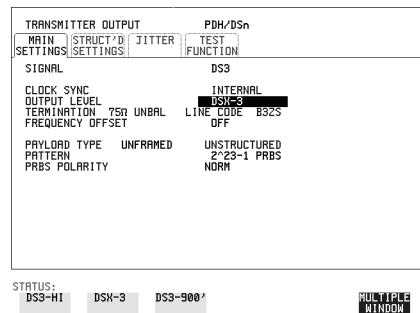 TRANSMITTER OUTPUT PDH/DSn
MAIN SETTINGS STRUCT'D SETTINGS JITTER TEST FUNCTION
SIGNAL DS3
CLOCK SYNC INTERNAL
OUTPUT LEVEL DSX-3
TERMINATION 75Ω UNBAL LINE CODE B3ZS
FREQUENCY OFFSET OFF
PAYLOAD TYPE UNFRAMED UNSTRUCTURED
PATTERN 2^23-1 PRBS
PRBS POLARITY NORM
STATUS:
DS3-HI DSX-3 DS3-900' MULTIPLE WINDOW